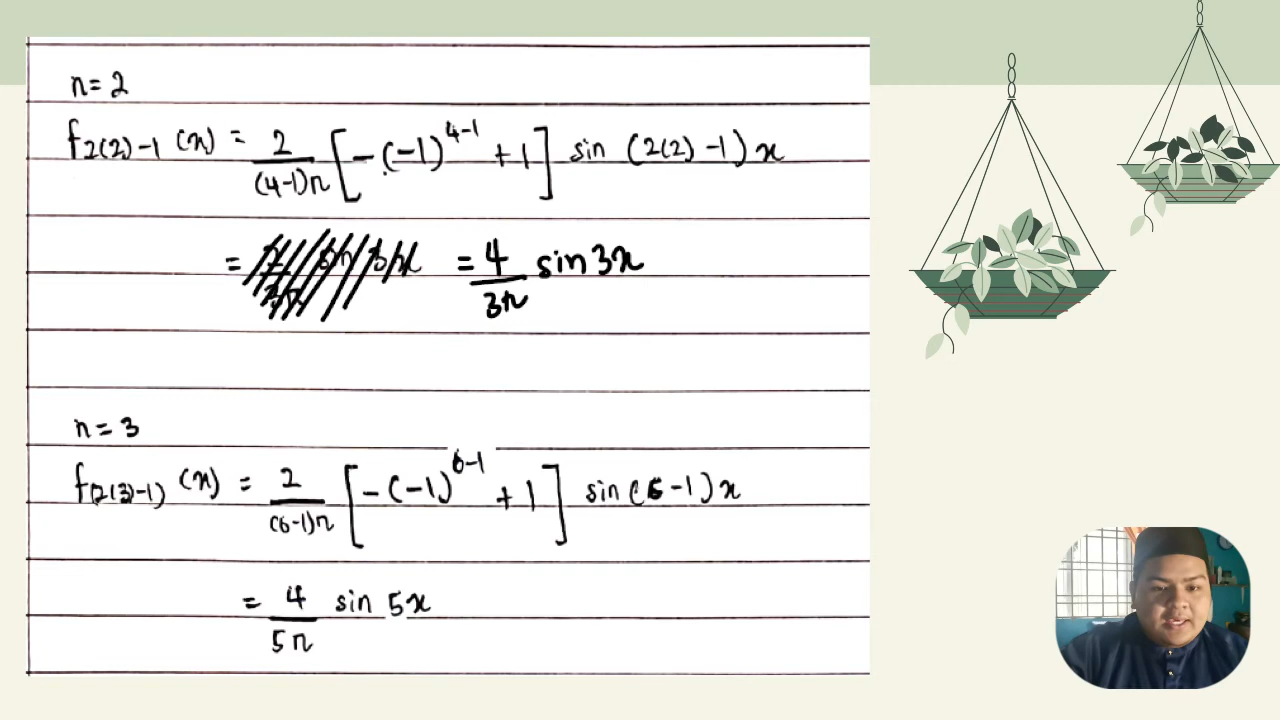 n = 2
f2(2)-1 (x) = 2/(4-1)π [-(-1)^4-1 + 1] sin (2(2) -1) x
= = 4/3π sin 3x
n = 3
f(2(3)-1) (x) = 2/(6-1)π [-(-1)^6-1 + 1] sin (6-1) x
= 4/5π sin 5x